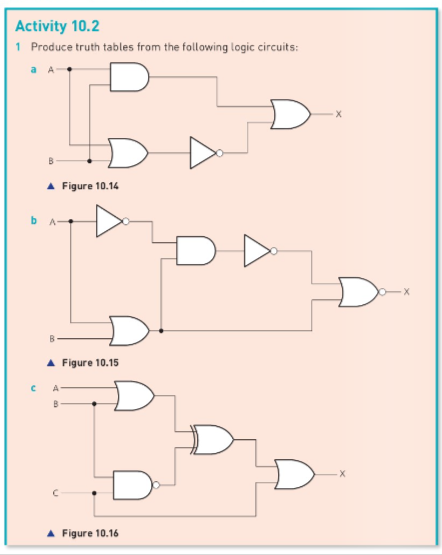 Activity 10.2
1 Produce truth tables from the following logic circuits:
a A
X
B
▲ Figure 10.14
b A
X
B
▲ Figure 10.15
c A
B
X
C
▲ Figure 10.16